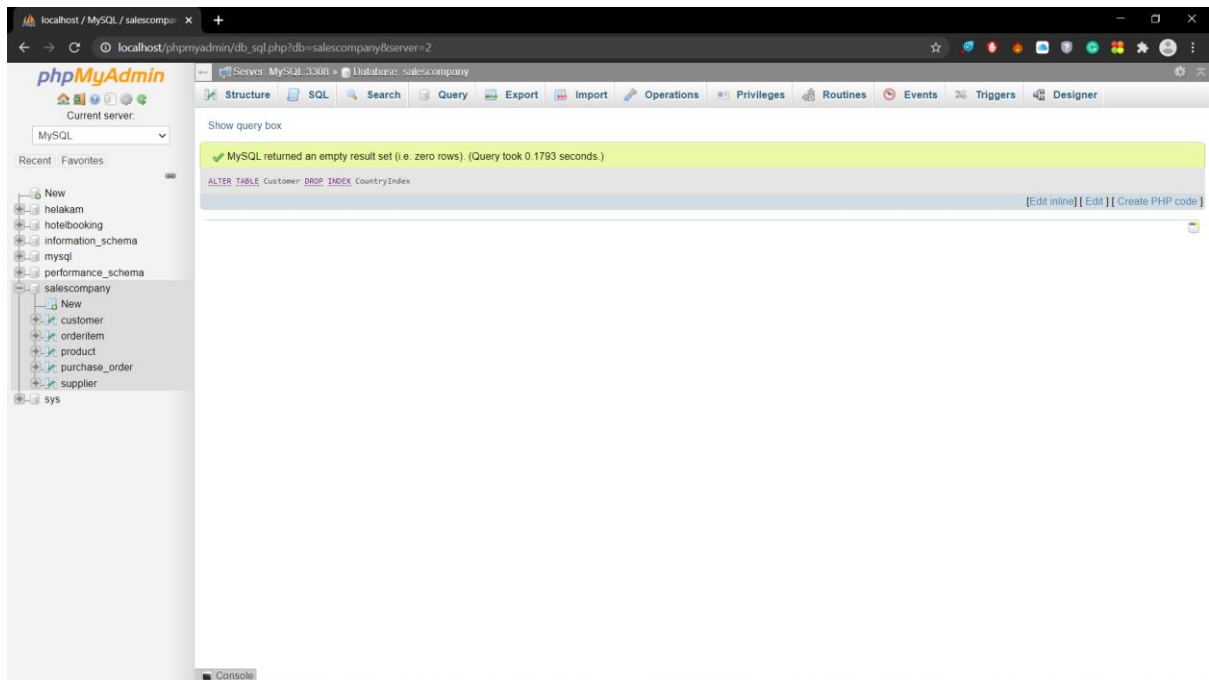 localhost / MySQL / salescompan
localhost/phpmyadmin/db_sql.php?db=salescompany&server=2
phpMyAdmin
Current server:
MySQL
Recent Favorites
New
helakam
hotelbooking
information_schema
mysql
performance_schema
salescompany
New
customer
orderitem
product
purchase_order
supplier
sys
Server: MySQL:3308 » Database: salescompany
Structure SQL Search Query Export Import Operations Privileges Routines Events Triggers Designer
Show query box
MySQL returned an empty result set (i.e. zero rows). (Query took 0.1793 seconds.)
ALTER TABLE Customer DROP INDEX CountryIndex
[Edit inline] [ Edit ] [ Create PHP code ]
Console